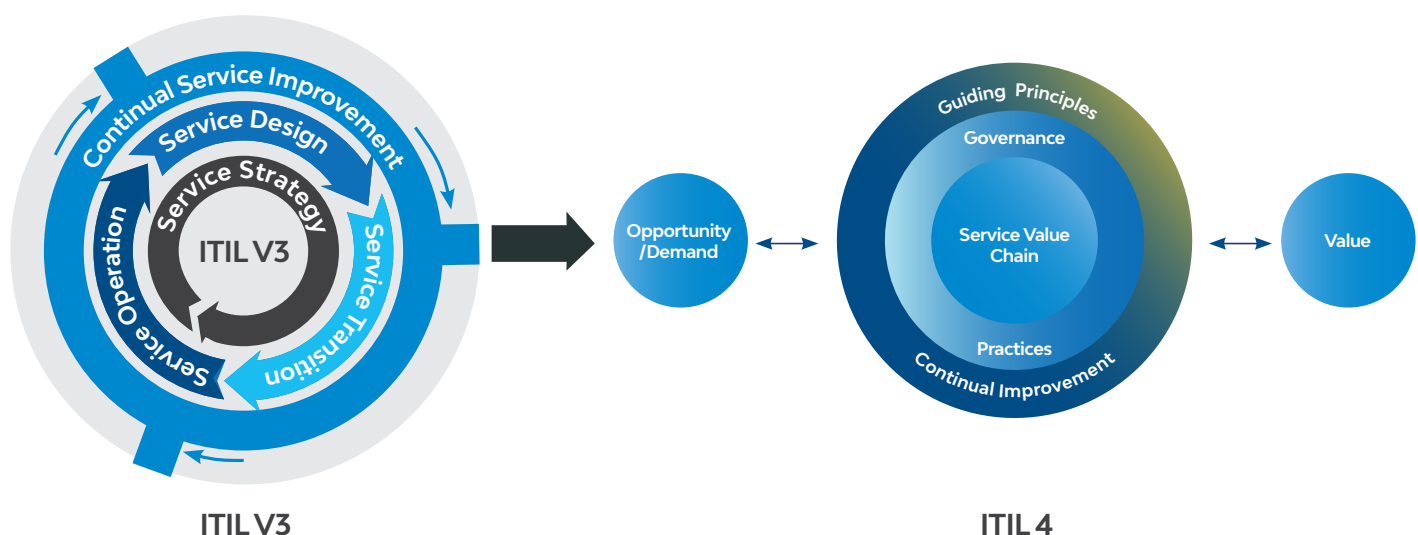 Continual Service Improvement
Service Design
Service Strategy
ITIL V3
Service Operation
Service Transition
Opportunity
/Demand
Guiding Principles
Governance
Service Value
Chain
Practices
Continual Improvement
Value
ITIL V3
ITIL 4